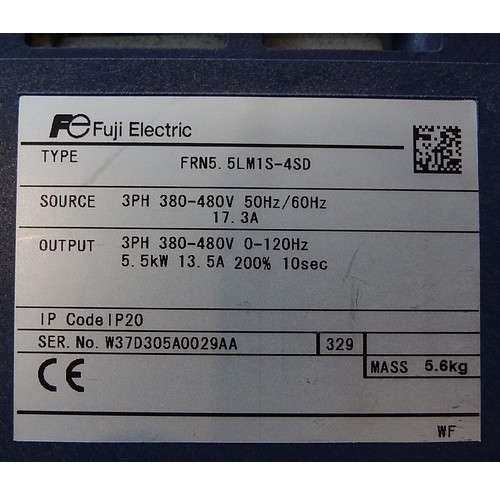 Fe Fuji Electric
TYPE FRN5.5LM1S-4SD
SOURCE 3PH 380-480V 50Hz/60Hz
17.3A
OUTPUT 3PH 380-480V 0-120Hz
5.5kW 13.5A 200% 10sec
IP Code IP20
SER. No. W37D305A0029AA 329
MASS 5.6kg
CE
WF